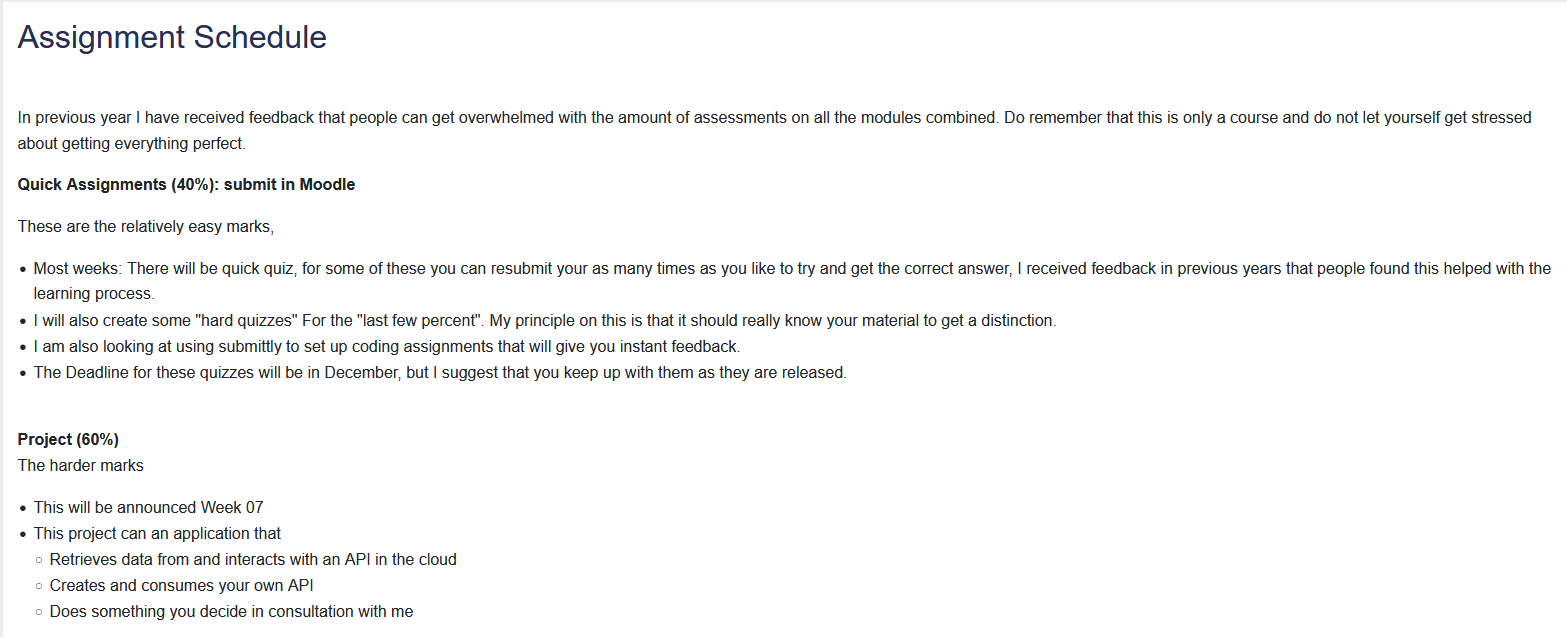 Assignment Schedule
In previous year I have received feedback that people can get overwhelmed with the amount of assessments on all the modules combined. Do remember that this is only a course and do not let yourself get stressed
about getting everything perfect.
Quick Assignments (40%): submit in Moodle
These are the relatively easy marks,
• Most weeks: There will be quick quiz, for some of these you can resubmit your as many times as you like to try and get the correct answer, I received feedback in previous years that people found this helped with the
learning process.
• I will also create some "hard quizzes" For the "last few percent". My principle on this is that it should really know your material to get a distinction.
• I am also looking at using submittly to set up coding assignments that will give you instant feedback.
• The Deadline for these quizzes will be in December, but I suggest that you keep up with them as they are released.
Project (60%)
The harder marks
• This will be announced Week 07
• This project can an application that
○ Retrieves data from and interacts with an API in the cloud
○ Creates and consumes your own API
○ Does something you decide in consultation with me